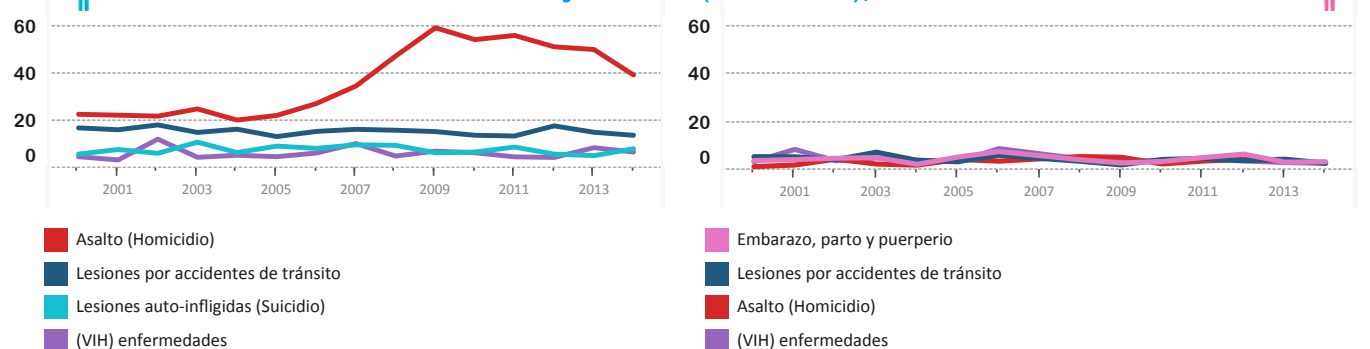 60
40
20
0
2001 2003 2005 2007 2009 2011 2013
Asalto (Homicidio)
Lesiones por accidentes de tránsito
Lesiones auto-infligidas (Suicidio)
(VIH) enfermedades
60
40
20
0
2001 2003 2005 2007 2009 2011 2013
Embarazo, parto y puerperio
Lesiones por accidentes de tránsito
Asalto (Homicidio)
(VIH) enfermedades